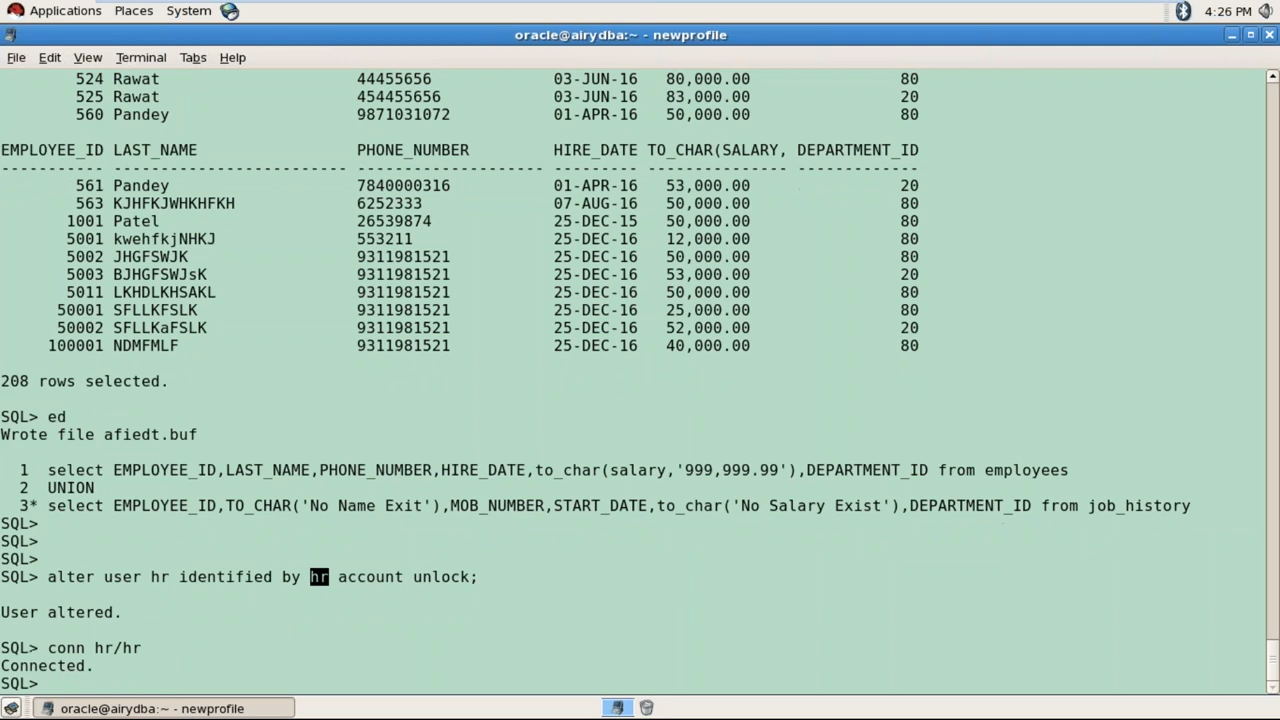 Applications Places System 4:26 PM
oracle@airydba:~ - newprofile
File Edit View Terminal Tabs Help
524 Rawat 44455656 03-JUN-16 80,000.00 80
525 Rawat 454455656 03-JUN-16 83,000.00 20
560 Pandey 9871031072 01-APR-16 50,000.00 80
EMPLOYEE_ID LAST_NAME PHONE_NUMBER HIRE_DATE TO_CHAR(SALARY, DEPARTMENT_ID
----------- ------------------------- -------------------- --------- --------------- -------------
561 Pandey 7840000316 01-APR-16 53,000.00 20
563 KJHFKJWHKHFKH 6252333 07-AUG-16 50,000.00 80
1001 Patel 26539874 25-DEC-15 50,000.00 80
5001 kwehfkjNHKJ 553211 25-DEC-16 12,000.00 80
5002 JHGFSWJK 9311981521 25-DEC-16 50,000.00 80
5003 BJHGFSWJsK 9311981521 25-DEC-16 53,000.00 20
5011 LKHDLKHSAKL 9311981521 25-DEC-16 50,000.00 80
50001 SFLLKFSLK 9311981521 25-DEC-16 25,000.00 80
50002 SFLLKaFSLK 9311981521 25-DEC-16 52,000.00 20
100001 NDMFMLF 9311981521 25-DEC-16 40,000.00 80
208 rows selected.
SQL> ed
Wrote file afiedt.buf
1 select EMPLOYEE_ID,LAST_NAME,PHONE_NUMBER,HIRE_DATE,to_char(salary,'999,999.99'),DEPARTMENT_ID from employees
2 UNION
3* select EMPLOYEE_ID,TO_CHAR('No Name Exit'),MOB_NUMBER,START_DATE,to_char('No Salary Exist'),DEPARTMENT_ID from job_history
SQL>
SQL>
SQL>
SQL> alter user hr identified by hr account unlock;
User altered.
SQL> conn hr/hr
Connected.
SQL>
oracle@airydba:~ - newprofile